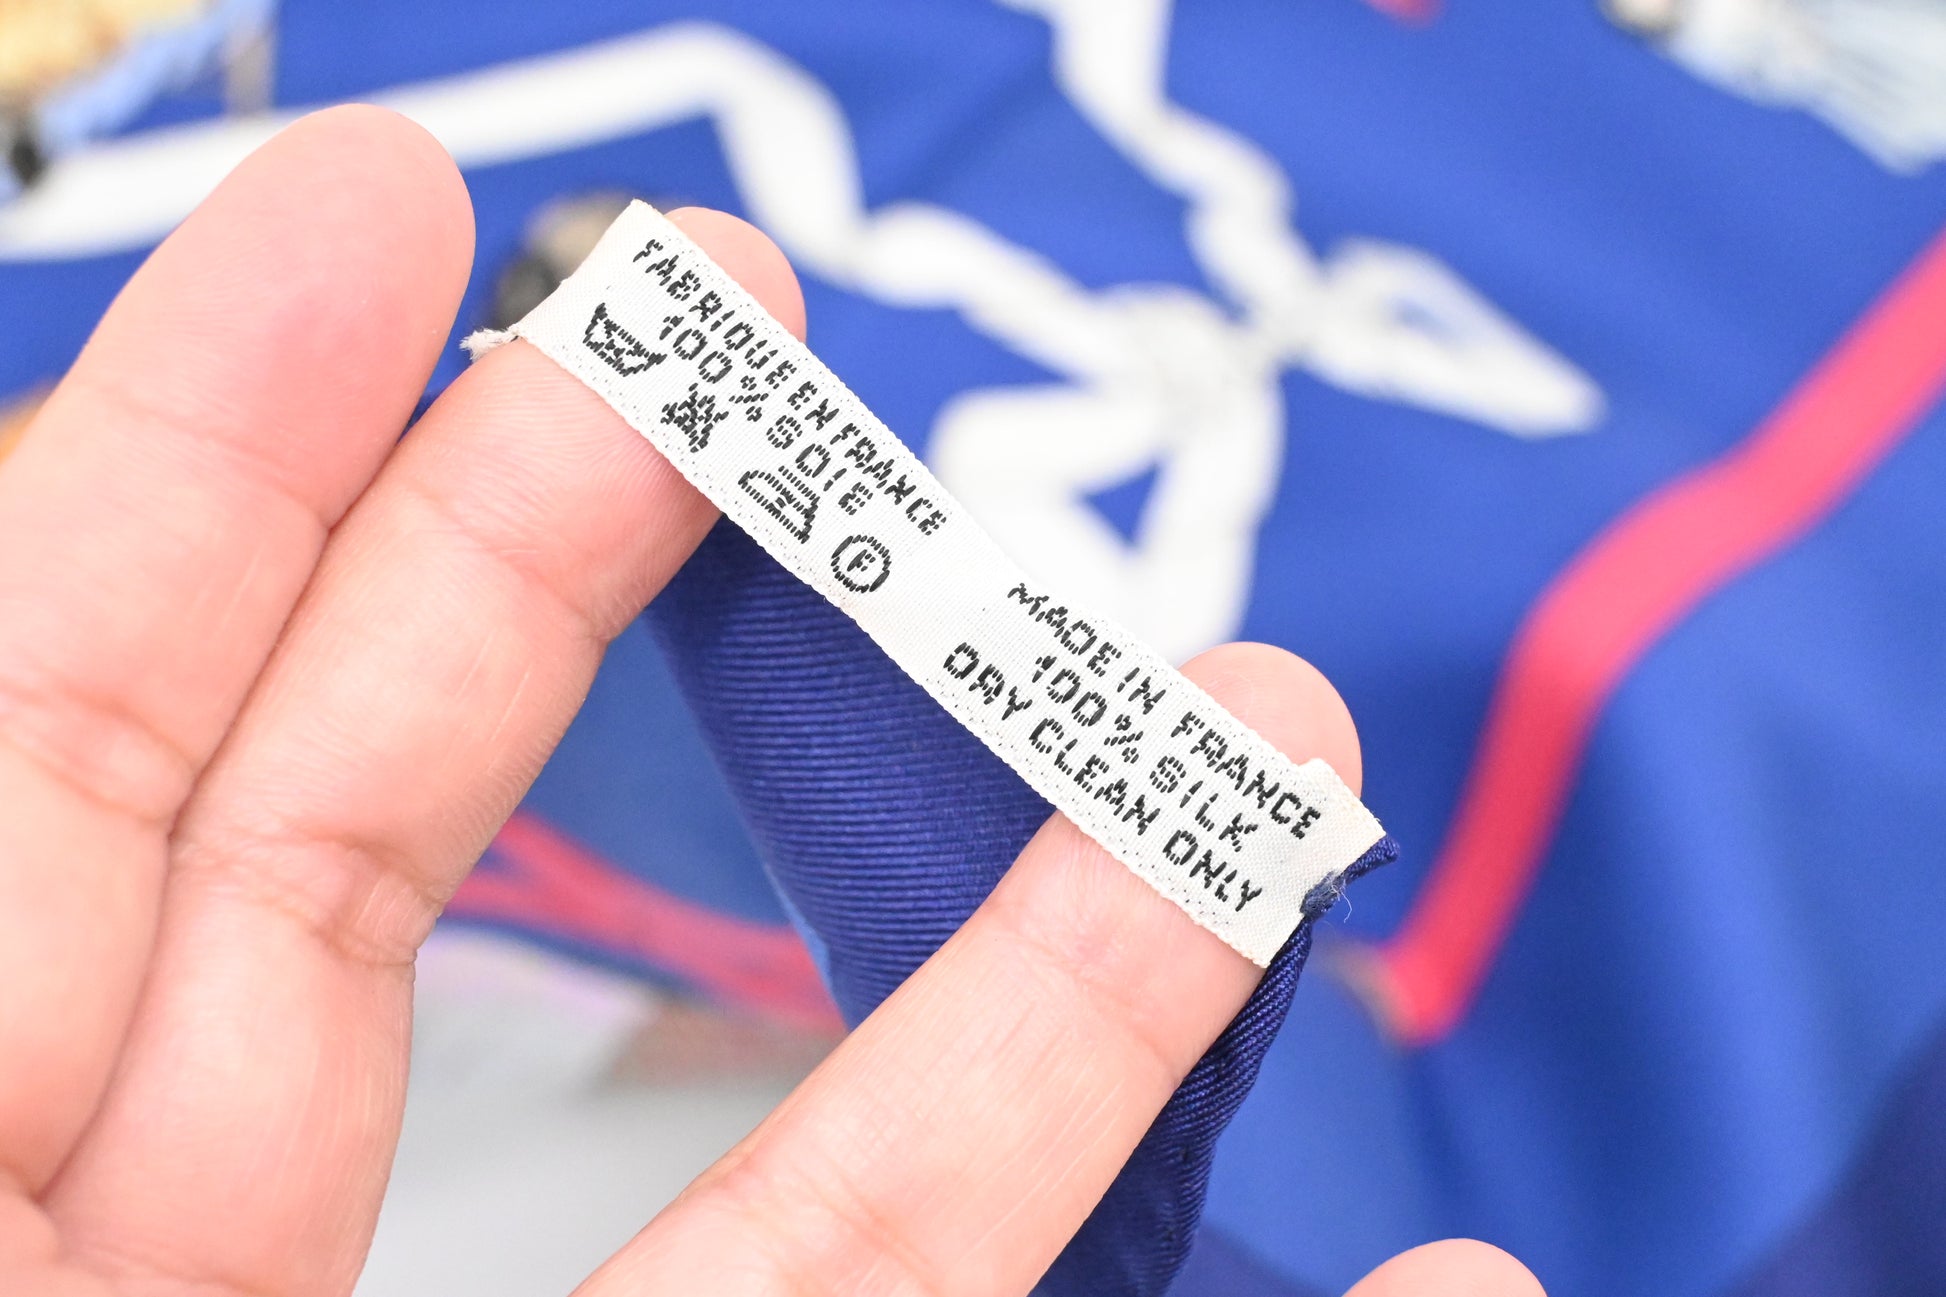 FABRIQUE EN FRANCE
100% SOIE
F
MADE IN FRANCE
100% SILK
DRY CLEAN ONLY